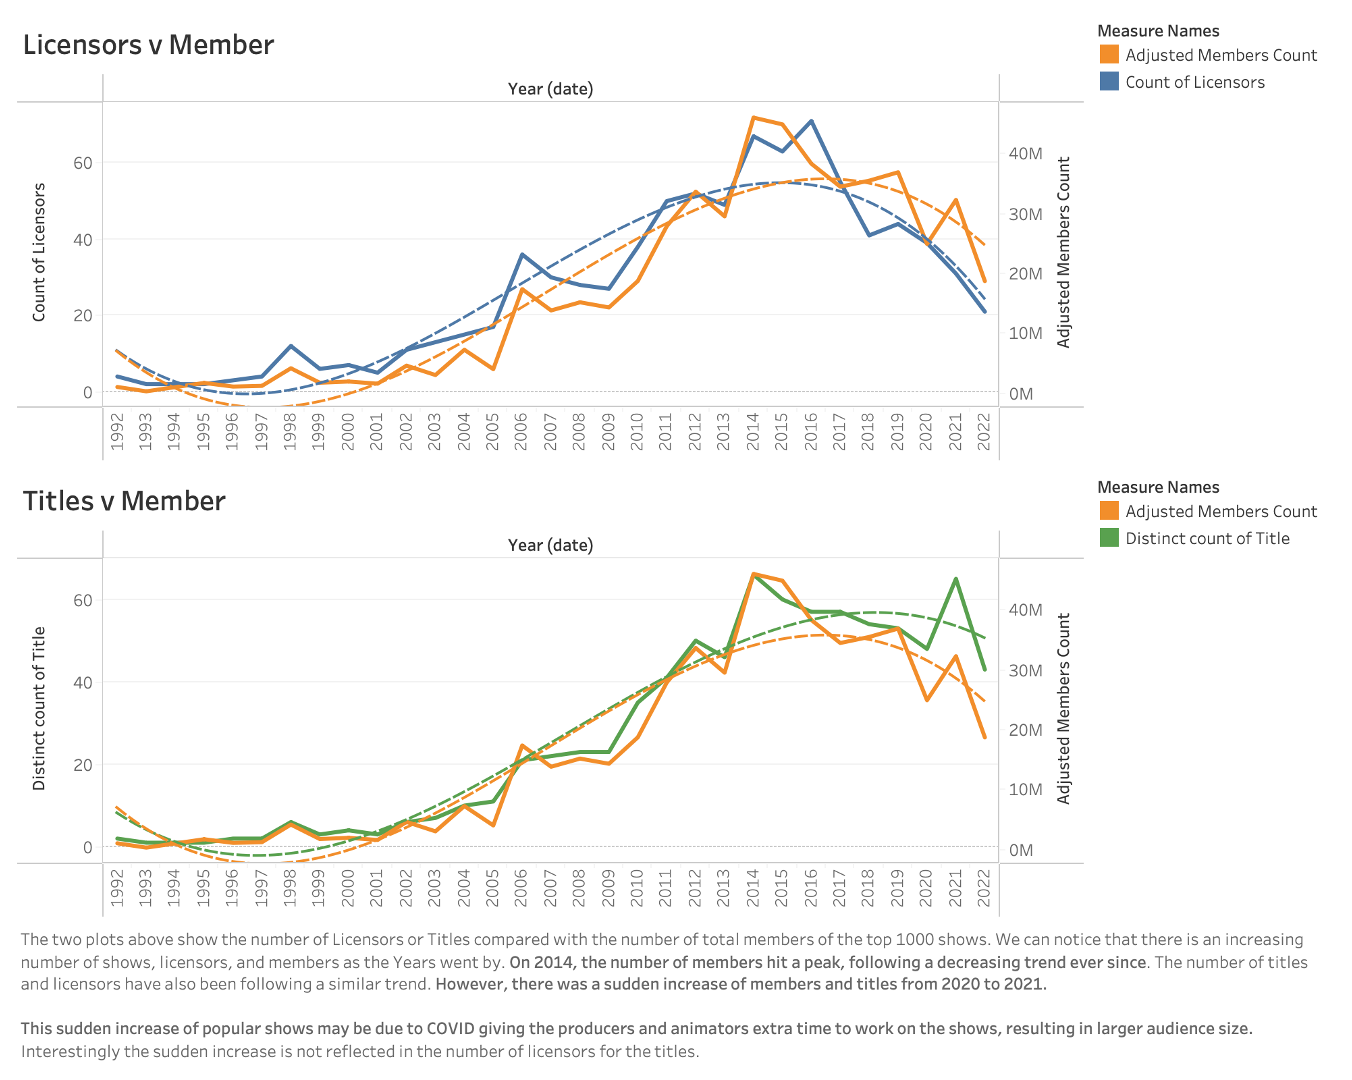 Licensors v Member
Measure Names
Adjusted Members Count
Count of Licensors
Year (date)
Count of Licensors
60
40
20
0
Adjusted Members Count
40M
30M
20M
10M
0M
1992 1993 1994 1995 1996 1997 1998 1999 2000 2001 2002 2003 2004 2005 2006 2007 2008 2009 2010 2011 2012 2013 2014 2015 2016 2017 2018 2019 2020 2021 2022
Titles v Member
Measure Names
Adjusted Members Count
Distinct count of Title
Year (date)
Distinct count of Title
60
40
20
0
Adjusted Members Count
40M
30M
20M
10M
0M
1992 1993 1994 1995 1996 1997 1998 1999 2000 2001 2002 2003 2004 2005 2006 2007 2008 2009 2010 2011 2012 2013 2014 2015 2016 2017 2018 2019 2020 2021 2022
The two plots above show the number of Licensors or Titles compared with the number of total members of the top 1000 shows. We can notice that there is an increasing
number of shows, licensors, and members as the Years went by. On 2014, the number of members hit a peak, following a decreasing trend ever since. The number of titles
and licensors have also been following a similar trend. However, there was a sudden increase of members and titles from 2020 to 2021.
This sudden increase of popular shows may be due to COVID giving the producers and animators extra time to work on the shows, resulting in larger audience size.
Interestingly the sudden increase is not reflected in the number of licensors for the titles.